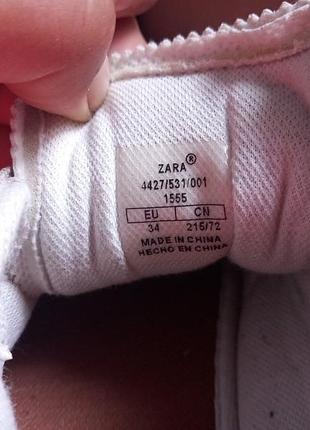 ZARA®
4427/531/001
1555
EU CN
34 215/72
MADE IN CHINA
HECHO EN CHINA